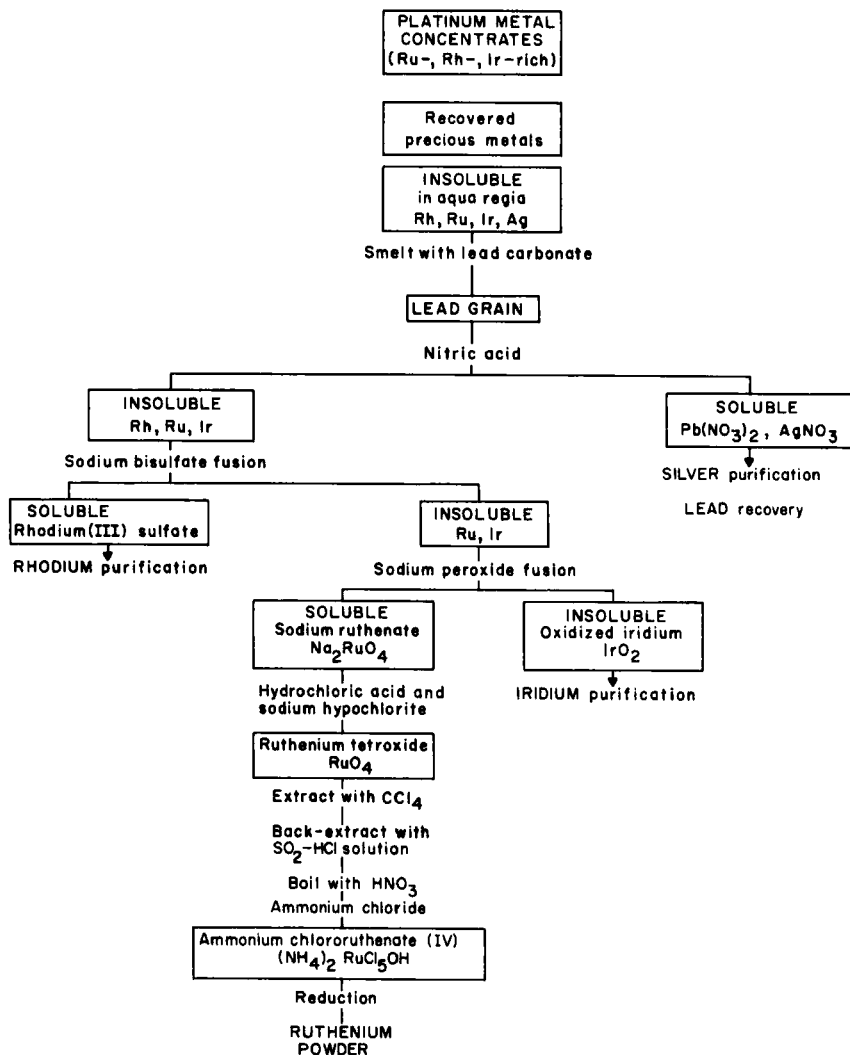 PLATINUM METAL
CONCENTRATES
(Ru-, Rh-, Ir-rich)
Recovered
precious metals
INSOLUBLE
in aqua regia
Rh, Ru, Ir, Ag
Smelt with lead carbonate
LEAD GRAIN
Nitric acid
INSOLUBLE
Rh, Ru, Ir
SOLUBLE
Pb(NO3)2, AgNO3
Sodium bisulfate fusion
SILVER purification
LEAD recovery
SOLUBLE
Rhodium(III) sulfate
INSOLUBLE
Ru, Ir
RHODIUM purification
Sodium peroxide fusion
SOLUBLE
Sodium ruthenate
Na2RuO4
INSOLUBLE
Oxidized iridium
IrO2
Hydrochloric acid and
sodium hypochlorite
IRIDIUM purification
Ruthenium tetroxide
RuO4
Extract with CCl4
Back-extract with
SO2-HCl solution
Boil with HNO3
Ammonium chloride
Ammonium chlororuthenate (IV)
(NH4)2 RuCl5OH
Reduction
RUTHENIUM
POWDER